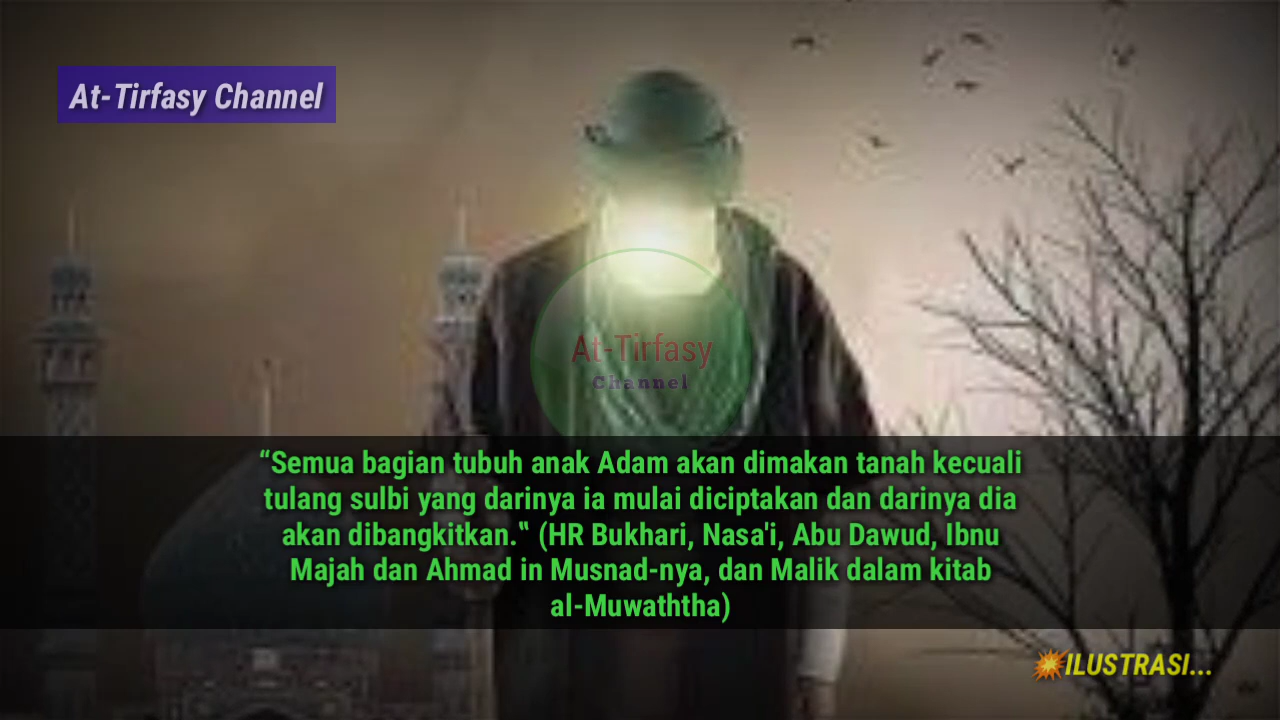 At-Tirfasy Channel
At-Tirfasy
Channel
“Semua bagian tubuh anak Adam akan dimakan tanah kecuali
tulang sulbi yang darinya ia mulai diciptakan dan darinya dia
akan dibangkitkan.‟ (HR Bukhari, Nasa'i, Abu Dawud, Ibnu
Majah dan Ahmad in Musnad-nya, dan Malik dalam kitab
al-Muwaththa)
💥ILUSTRASI...